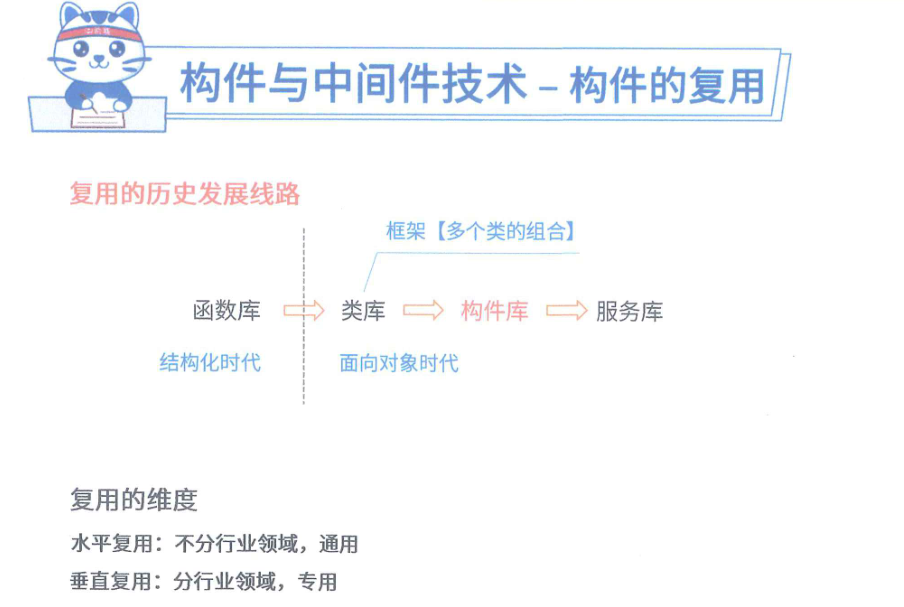 构件与中间件技术 – 构件的复用
复用的历史发展线路
框架【多个类的组合】
函数库 类库 构件库 服务库
结构化时代 面向对象时代
复用的维度
水平复用：不分行业领域，通用
垂直复用：分行业领域，专用